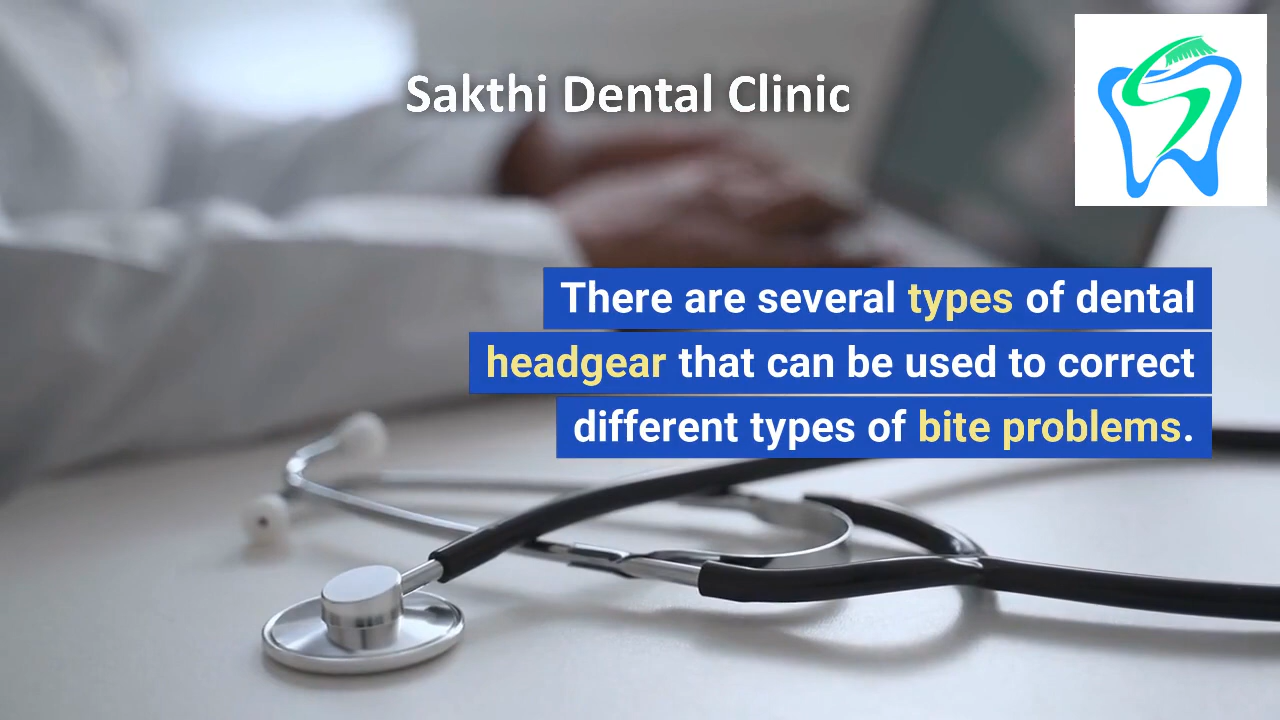 Sakthi Dental Clinic
There are several types of dental
headgear that can be used to correct
different types of bite problems.